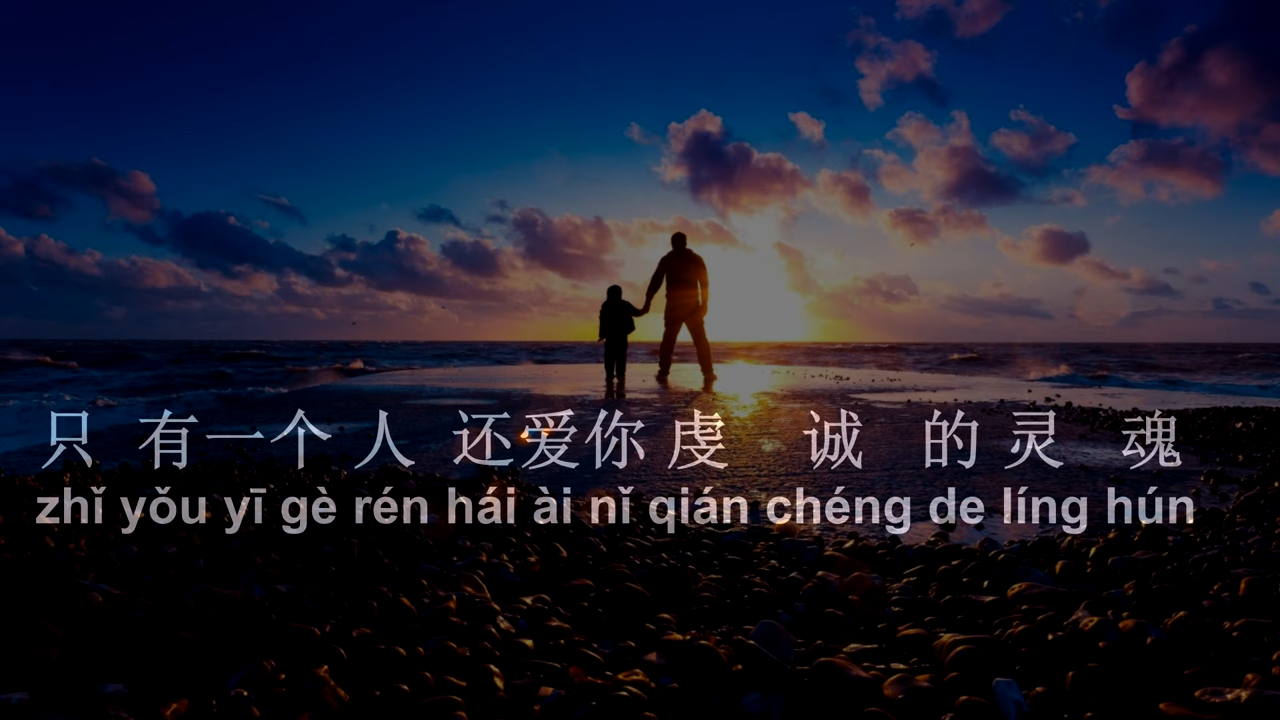 只 有一个 人 还爱你 虔 诚 的 灵 魂
zhǐ yǒu yī gè rén hái ài nǐ qián chéng de líng hún